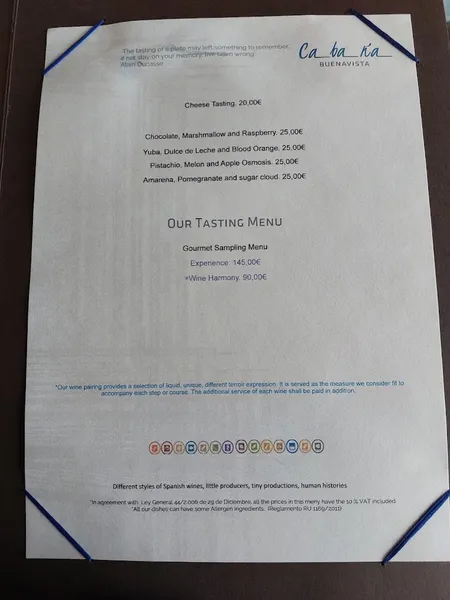 The tasting of a plate may left something to remember,
if not stay on your memory, I've been wrong
Alain Ducasse
Ca_ba_ña_
BUENAVISTA
Cheese Tasting. 20,00€
Chocolate, Marshmallow and Raspberry. 25,00€
Yuba, Dulce de Leche and Blood Orange. 25,00€
Pistachio, Melon and Apple Osmosis. 25,00€
Amarena, Pomegranate and sugar cloud. 25,00€
OUR TASTING MENU
Gourmet Sampling Menu
Experience. 145,00€
+Wine Harmony. 90,00€
*Our wine pairing provides a selection of liquid, unique, different terroir expression. It is served as the measure we consider fit to
accompany each step or course. The additional service of each wine shall be paid in addition.
Different styles of Spanish wines, little producers, tiny productions, human histories
*In agreement with, Ley General 44/2.006 de 29 de Diciembre, all the prices in this meny have the 10 % VAT included.
*All our dishes can have some Allergen ingredients. (Reglamento RU 1169/2011)